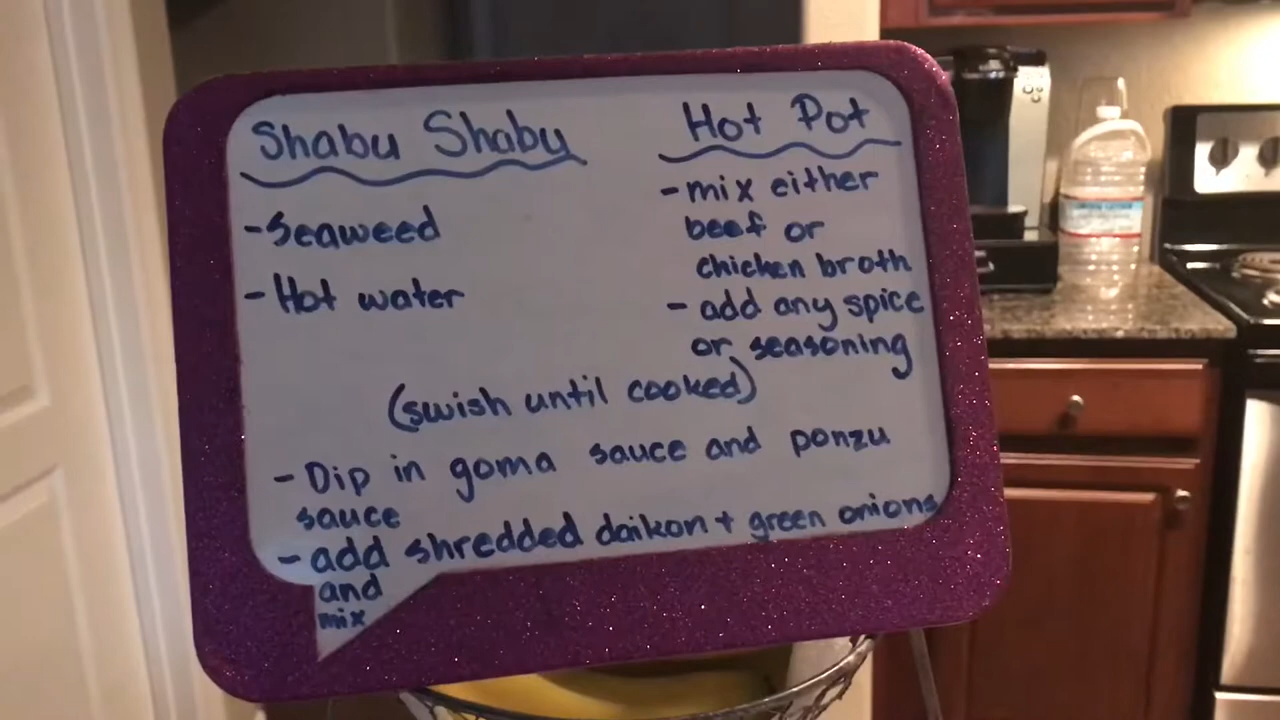 Shabu Shabu
-Seaweed
-Hot water
Hot Pot
-mix either
beef or
chicken broth
-add any spice
or seasoning
(swish until cooked)
-Dip in goma sauce and ponzu
sauce
-add shredded daikon + green onions
and
mix